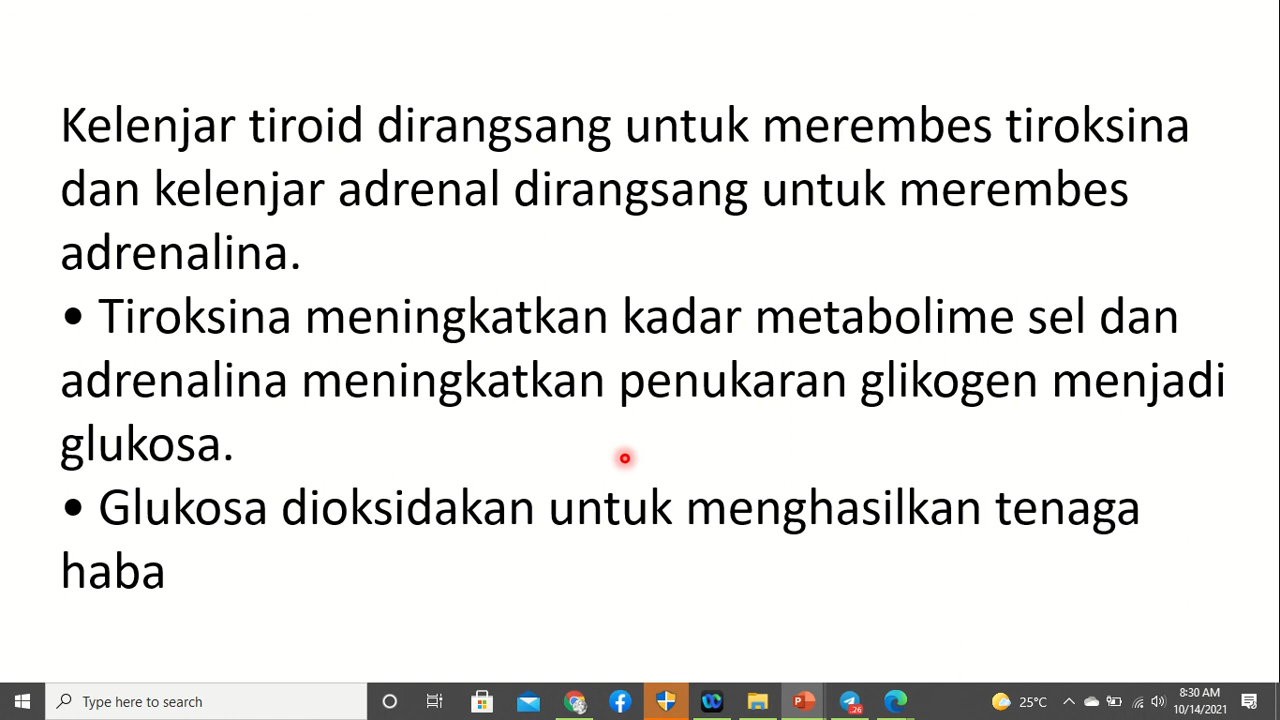 Kelenjar tiroid dirangsang untuk merembes tiroksina
dan kelenjar adrenal dirangsang untuk merembes
adrenalina.
• Tiroksina meningkatkan kadar metabolime sel dan
adrenalina meningkatkan penukaran glikogen menjadi
glukosa.
• Glukosa dioksidakan untuk menghasilkan tenaga
haba
Type here to search
26
25°C
8:30 AM
10/14/2021